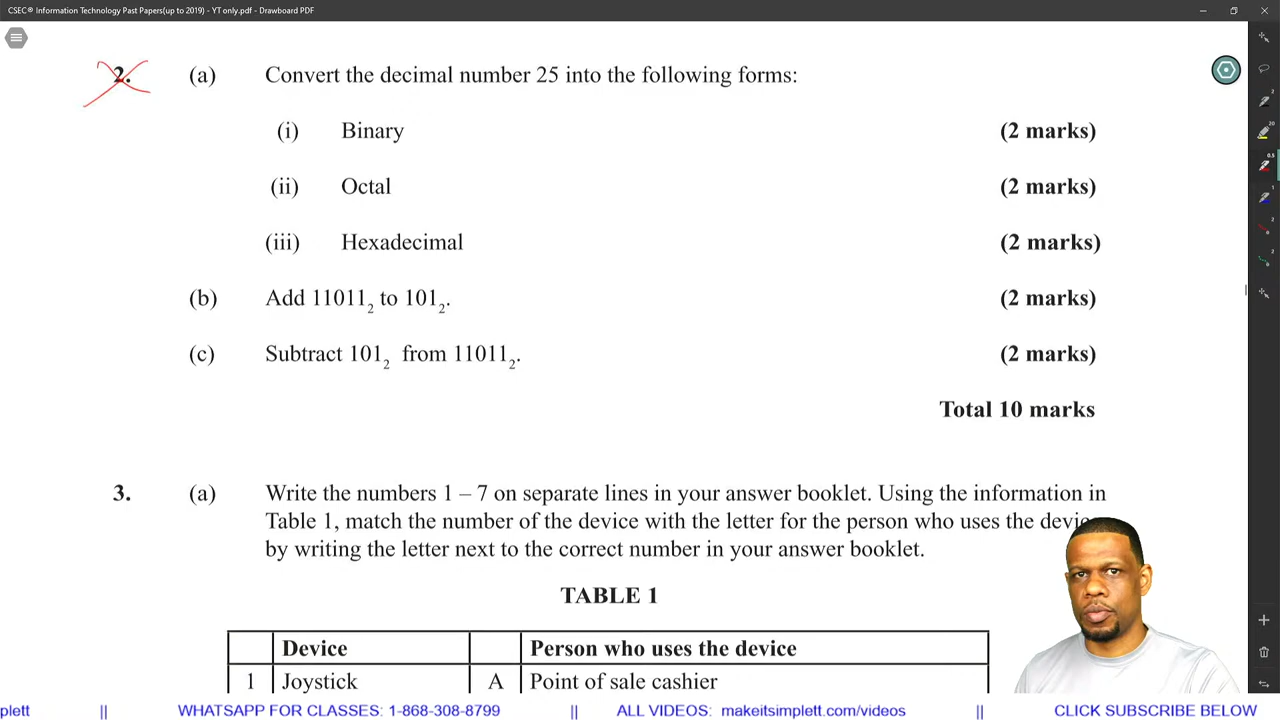 CSEC® Information Technology Past Papers(up to 2019) - YT only.pdf - Drawboard PDF
2. (a) Convert the decimal number 25 into the following forms:
(i) Binary (2 marks)
(ii) Octal (2 marks)
(iii) Hexadecimal (2 marks)
(b) Add 11011₂ to 101₂. (2 marks)
(c) Subtract 101₂ from 11011₂. (2 marks)
Total 10 marks
3. (a) Write the numbers 1 – 7 on separate lines in your answer booklet. Using the information in
Table 1, match the number of the device with the letter for the person who uses the
by writing the letter next to the correct number in your answer booklet.
TABLE 1
Device Person who uses the device
1 Joystick A Point of sale cashier
plett || WHATSAPP FOR CLASSES: 1-868-308-8799 || ALL VIDEOS: makeitsimplett.com/videos || CLICK SUBSCRIBE BELOW